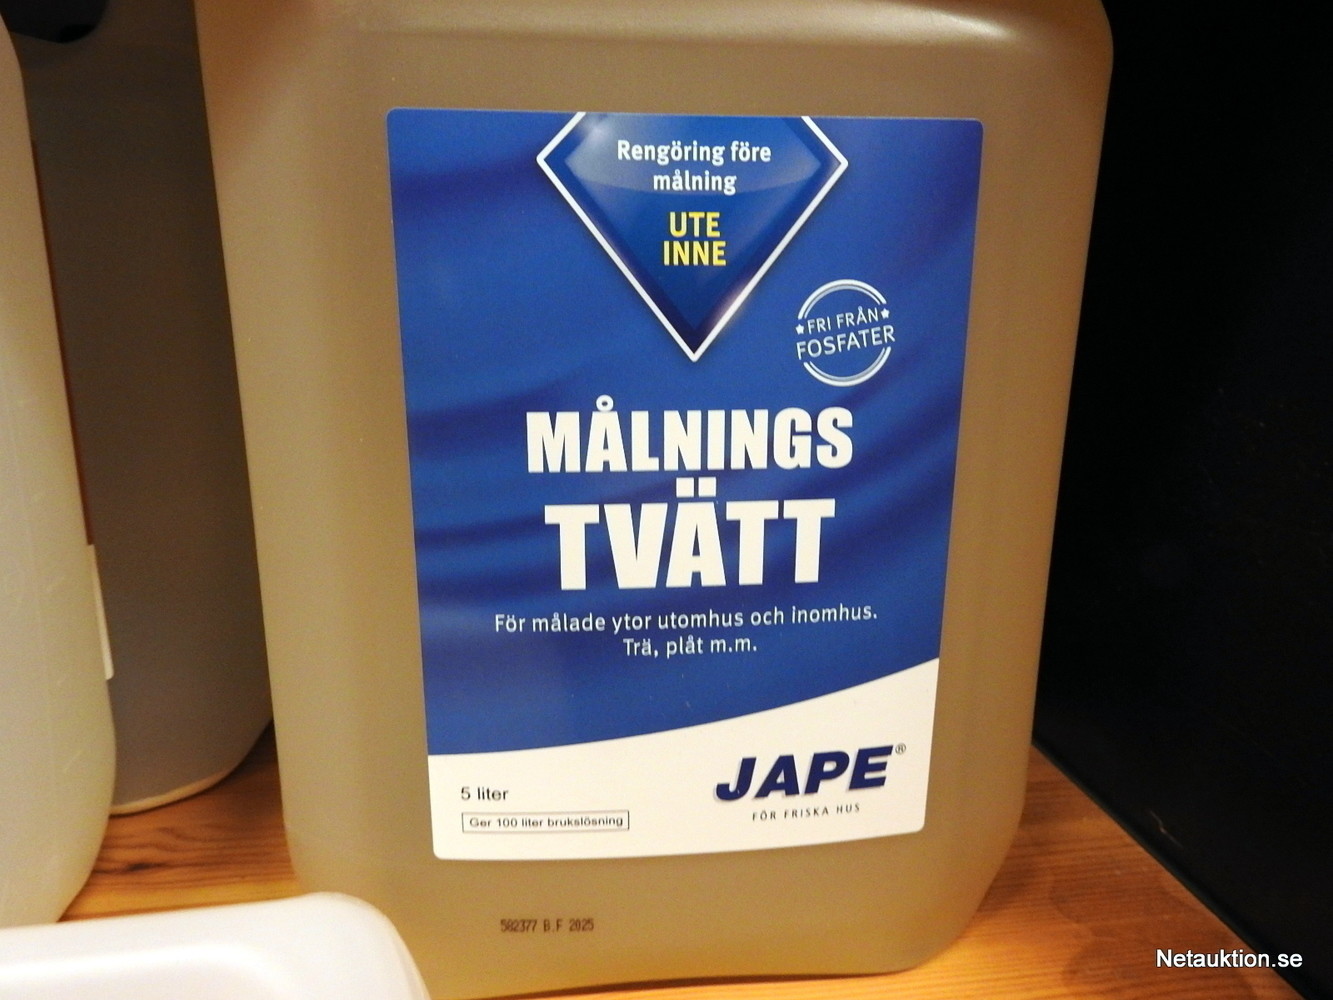 Rengöring före
målning
UTE
INNE
FRI FRÅN
FOSFATER
MÅLNINGS
TVÄTT
För målade ytor utomhus och inomhus.
Trä, plåt m.m.
JAPE®
FÖR FRISKA HUS
5 liter
Ger 100 liter brukslösning
502377 B.F 2025
Netauktion.se